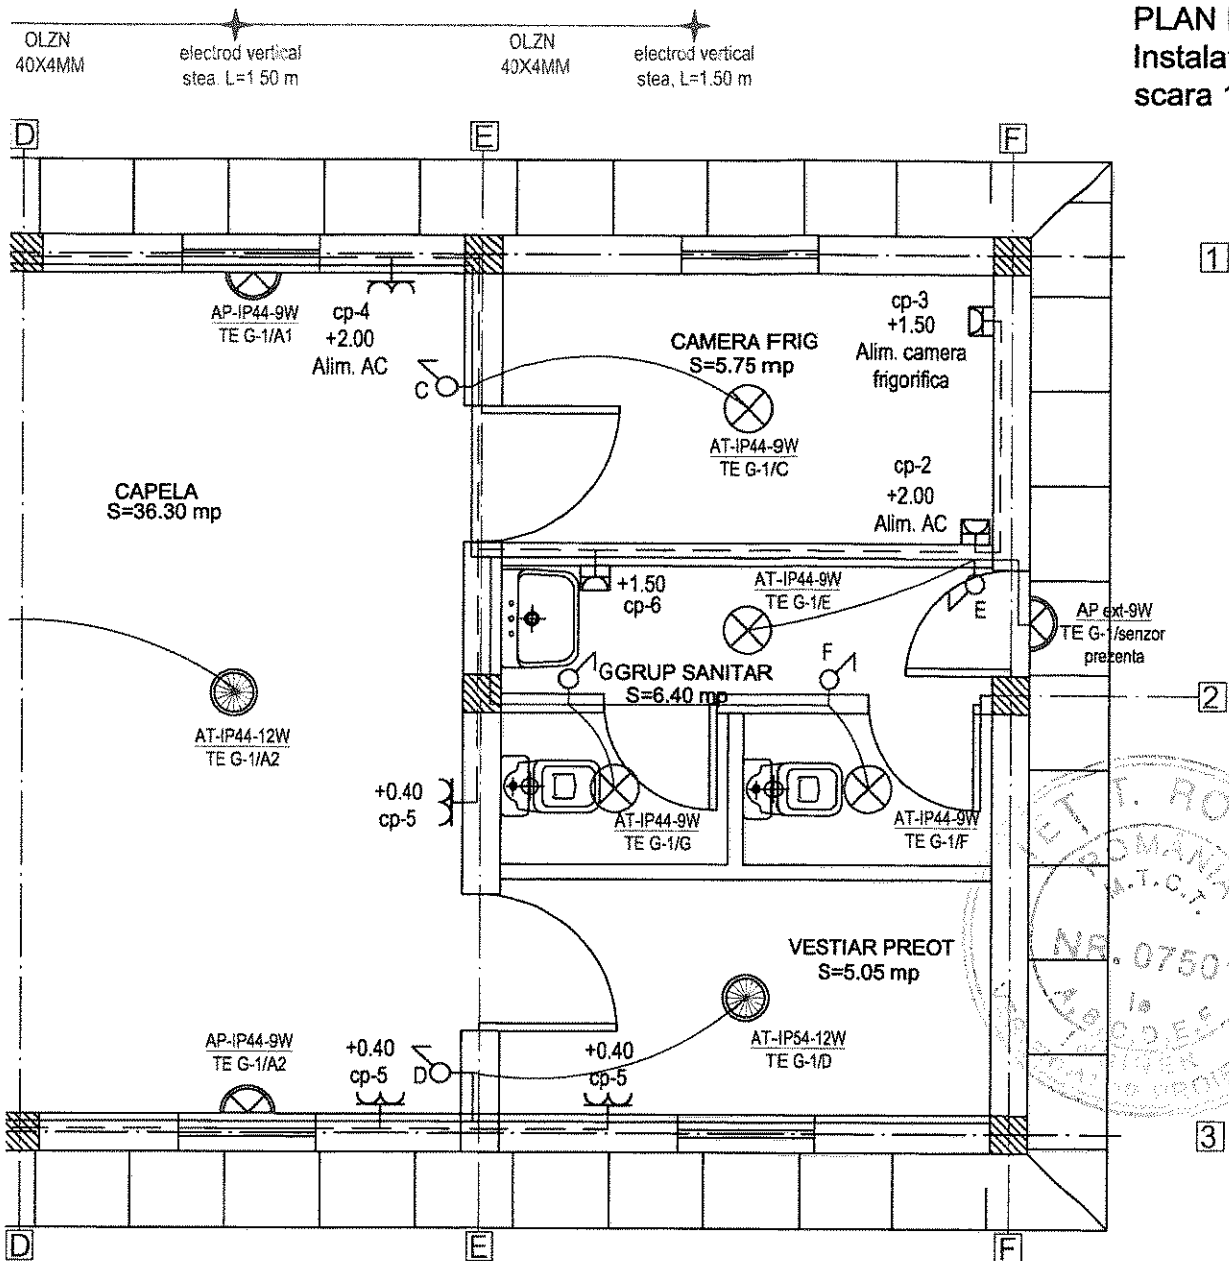 PLAN
Instala
scara 1
OLZN
40X4MM
electrod vertical
stea. L=1 50 m
OLZN
40X4MM
electrod vertical
stea, L=1.50 m
D
E
F
1
AP-IP44-9W
TE G-1/A1
cp-4
+2.00
Alim. AC
C
CAMERA FRIG
S=5.75 mp
cp-3
+1.50
Alim. camera
frigorifica
AT-IP44-9W
TE G-1/C
cp-2
+2.00
Alim. AC
CAPELA
S=36.30 mp
+1.50
cp-6
AT-IP44-9W
TE G-1/E
E
AP ext-9W
TE G-1/senzor
prezenta
G
GRUP SANITAR
S=6.40 mp
F
2
AT-IP44-12W
TE G-1/A2
+0.40
cp-5
AT-IP44-9W
TE G-1/G
AT-IP44-9W
TE G-1/F
VESTIAR PREOT
S=5.05 mp
AT-IP54-12W
TE G-1/D
AP-IP44-9W
TE G-1/A2
+0.40
cp-5
D
+0.40
cp-5
3
D
E
F
T. RO
ROMANIA
M.T.C.T.
NR. 0750
Ie
A,B,C,D,E,F